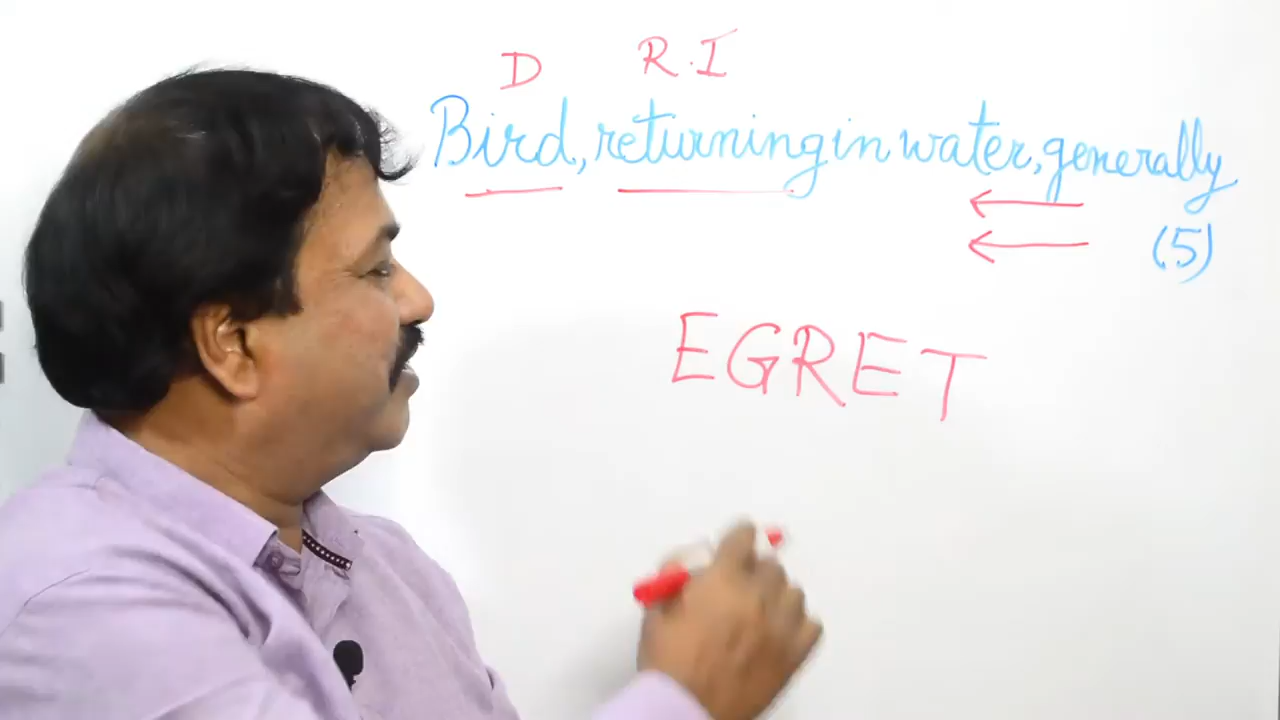 D R.I
Bird, returning in water, generally
(5)
EGRET